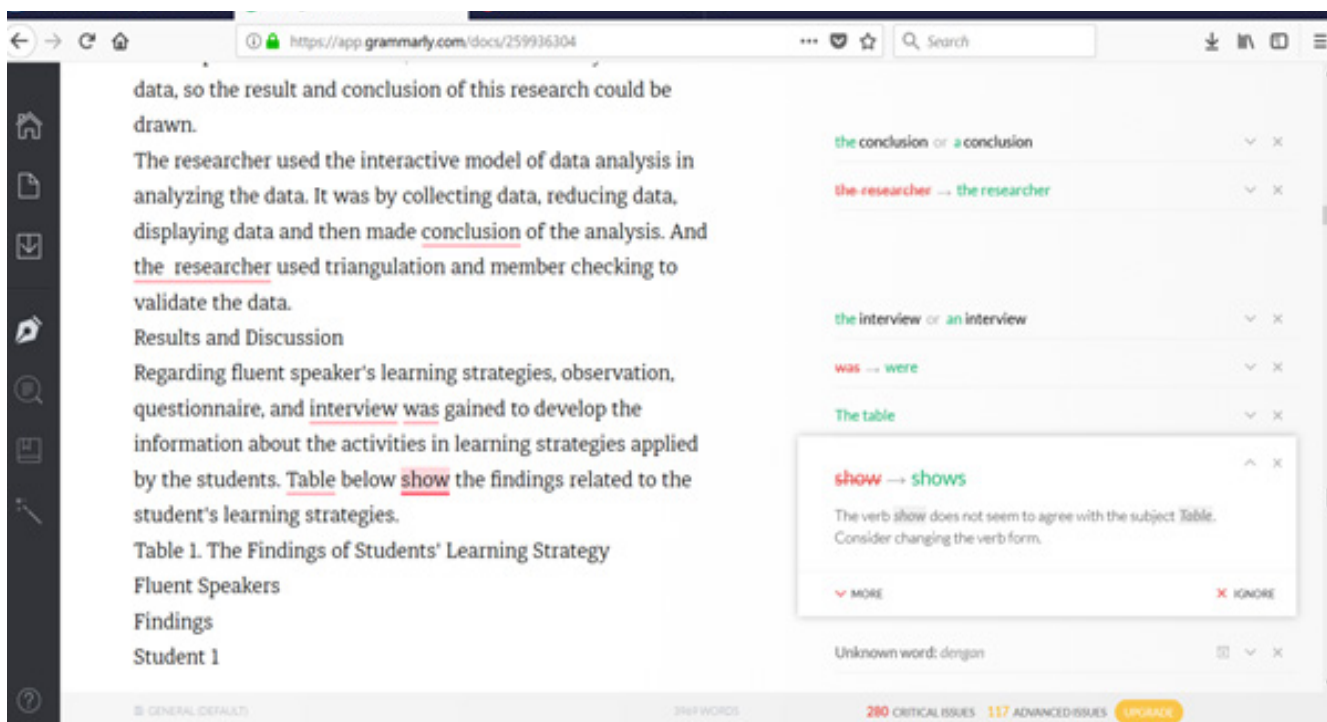 https://app.grammarly.com/docs/259936304
Search
data, so the result and conclusion of this research could be
drawn.
The researcher used the interactive model of data analysis in
analyzing the data. It was by collecting data, reducing data,
displaying data and then made conclusion of the analysis. And
the researcher used triangulation and member checking to
validate the data.
Results and Discussion
Regarding fluent speaker's learning strategies, observation,
questionnaire, and interview was gained to develop the
information about the activities in learning strategies applied
by the students. Table below show the findings related to the
student's learning strategies.
Table 1. The Findings of Students' Learning Strategy
Fluent Speakers
Findings
Student 1
the conclusion or a conclusion
the researcher → the researcher
the interview or an interview
was → were
The table
show → shows
The verb show does not seem to agree with the subject Table.
Consider changing the verb form.
MORE
IGNORE
Unknown word: dengan
GENERAL (DEFAULT)
3969 WORDS
280 CRITICAL ISSUES 117 ADVANCED ISSUES UPGRADE